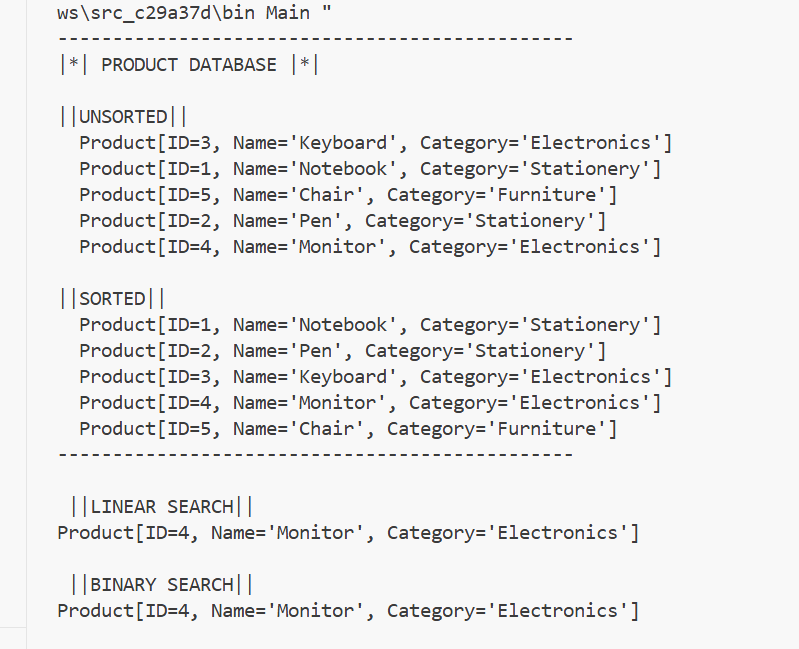 ws\src_c29a37d\bin Main "
-----------------------------------------------
|*| PRODUCT DATABASE |*|
||UNSORTED||
Product[ID=3, Name='Keyboard', Category='Electronics']
Product[ID=1, Name='Notebook', Category='Stationery']
Product[ID=5, Name='Chair', Category='Furniture']
Product[ID=2, Name='Pen', Category='Stationery']
Product[ID=4, Name='Monitor', Category='Electronics']
||SORTED||
Product[ID=1, Name='Notebook', Category='Stationery']
Product[ID=2, Name='Pen', Category='Stationery']
Product[ID=3, Name='Keyboard', Category='Electronics']
Product[ID=4, Name='Monitor', Category='Electronics']
Product[ID=5, Name='Chair', Category='Furniture']
-----------------------------------------------
||LINEAR SEARCH||
Product[ID=4, Name='Monitor', Category='Electronics']
||BINARY SEARCH||
Product[ID=4, Name='Monitor', Category='Electronics']